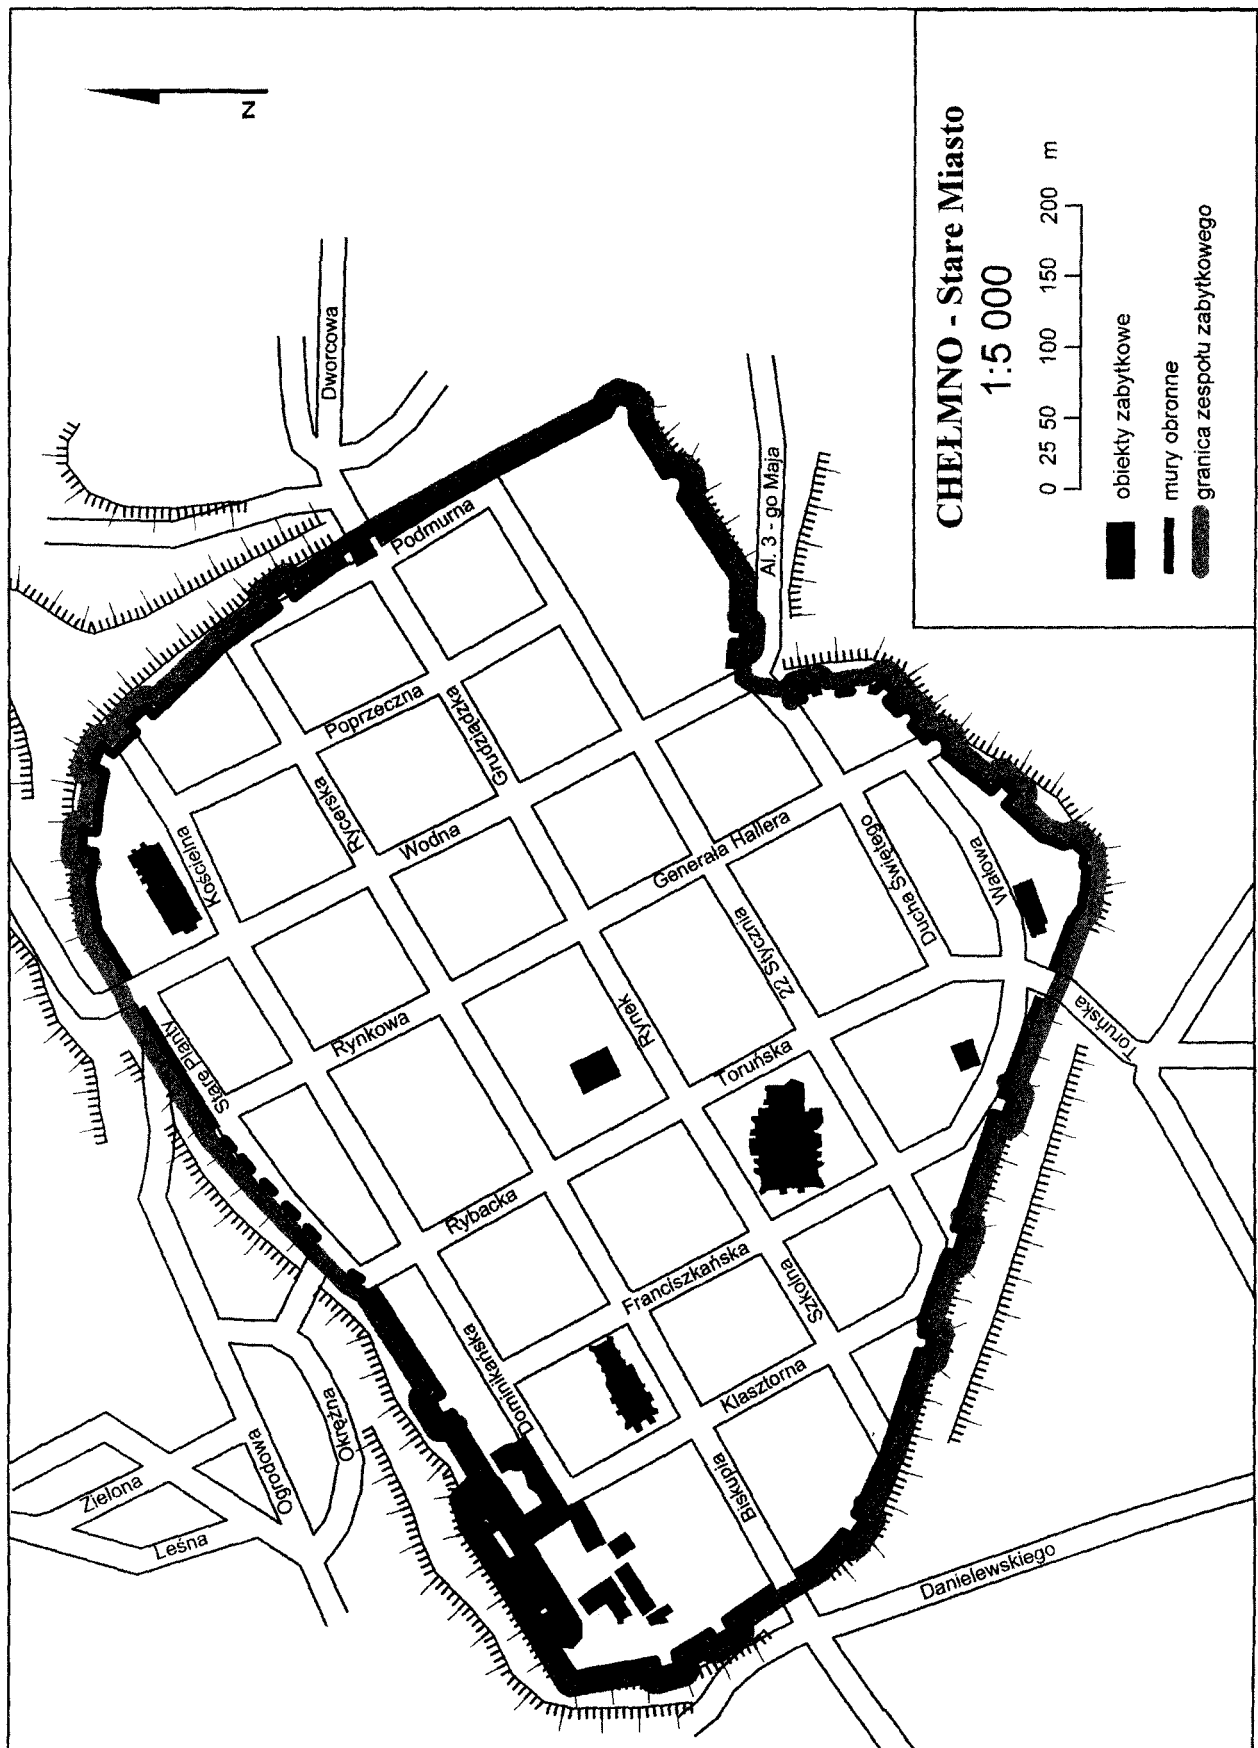 CHEŁMNO - Stare Miasto
1:5 000
0 25 50 100 150 200 m
obiekty zabytkowe
mury obronne
granica zespołu zabytkowego
N
Zielona
Leśna
Ogrodowa
Okrężna
Stare Planty
Kościelna
Dworcowa
Podmurna
Poprzeczna
Rycerska
Grudziądzka
Wodna
Rynkowa
Rybacka
Dominikańska
Rynek
Generała Hallera
Franciszkańska
Al. 3 - go Maja
22 Stycznia
Toruńska
Szkolna
Klasztorna
Biskupia
Ducha Świętego
Wałowa
Toruńska
Danielewskiego